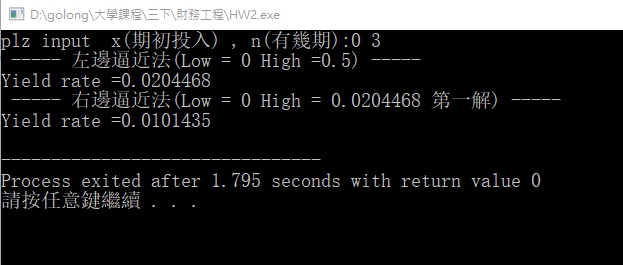 D:\golong\大學課程\三下\財務工程\HW2.exe
plz input  x(期初投入) , n(有幾期):0 3
 ----- 左邊逼近法(Low = 0 High =0.5) -----
Yield rate =0.0204468
 ----- 右邊逼近法(Low = 0 High = 0.0204468 第一解) -----
Yield rate =0.0101435
--------------------------------
Process exited after 1.795 seconds with return value 0
請按任意鍵繼續 . . .